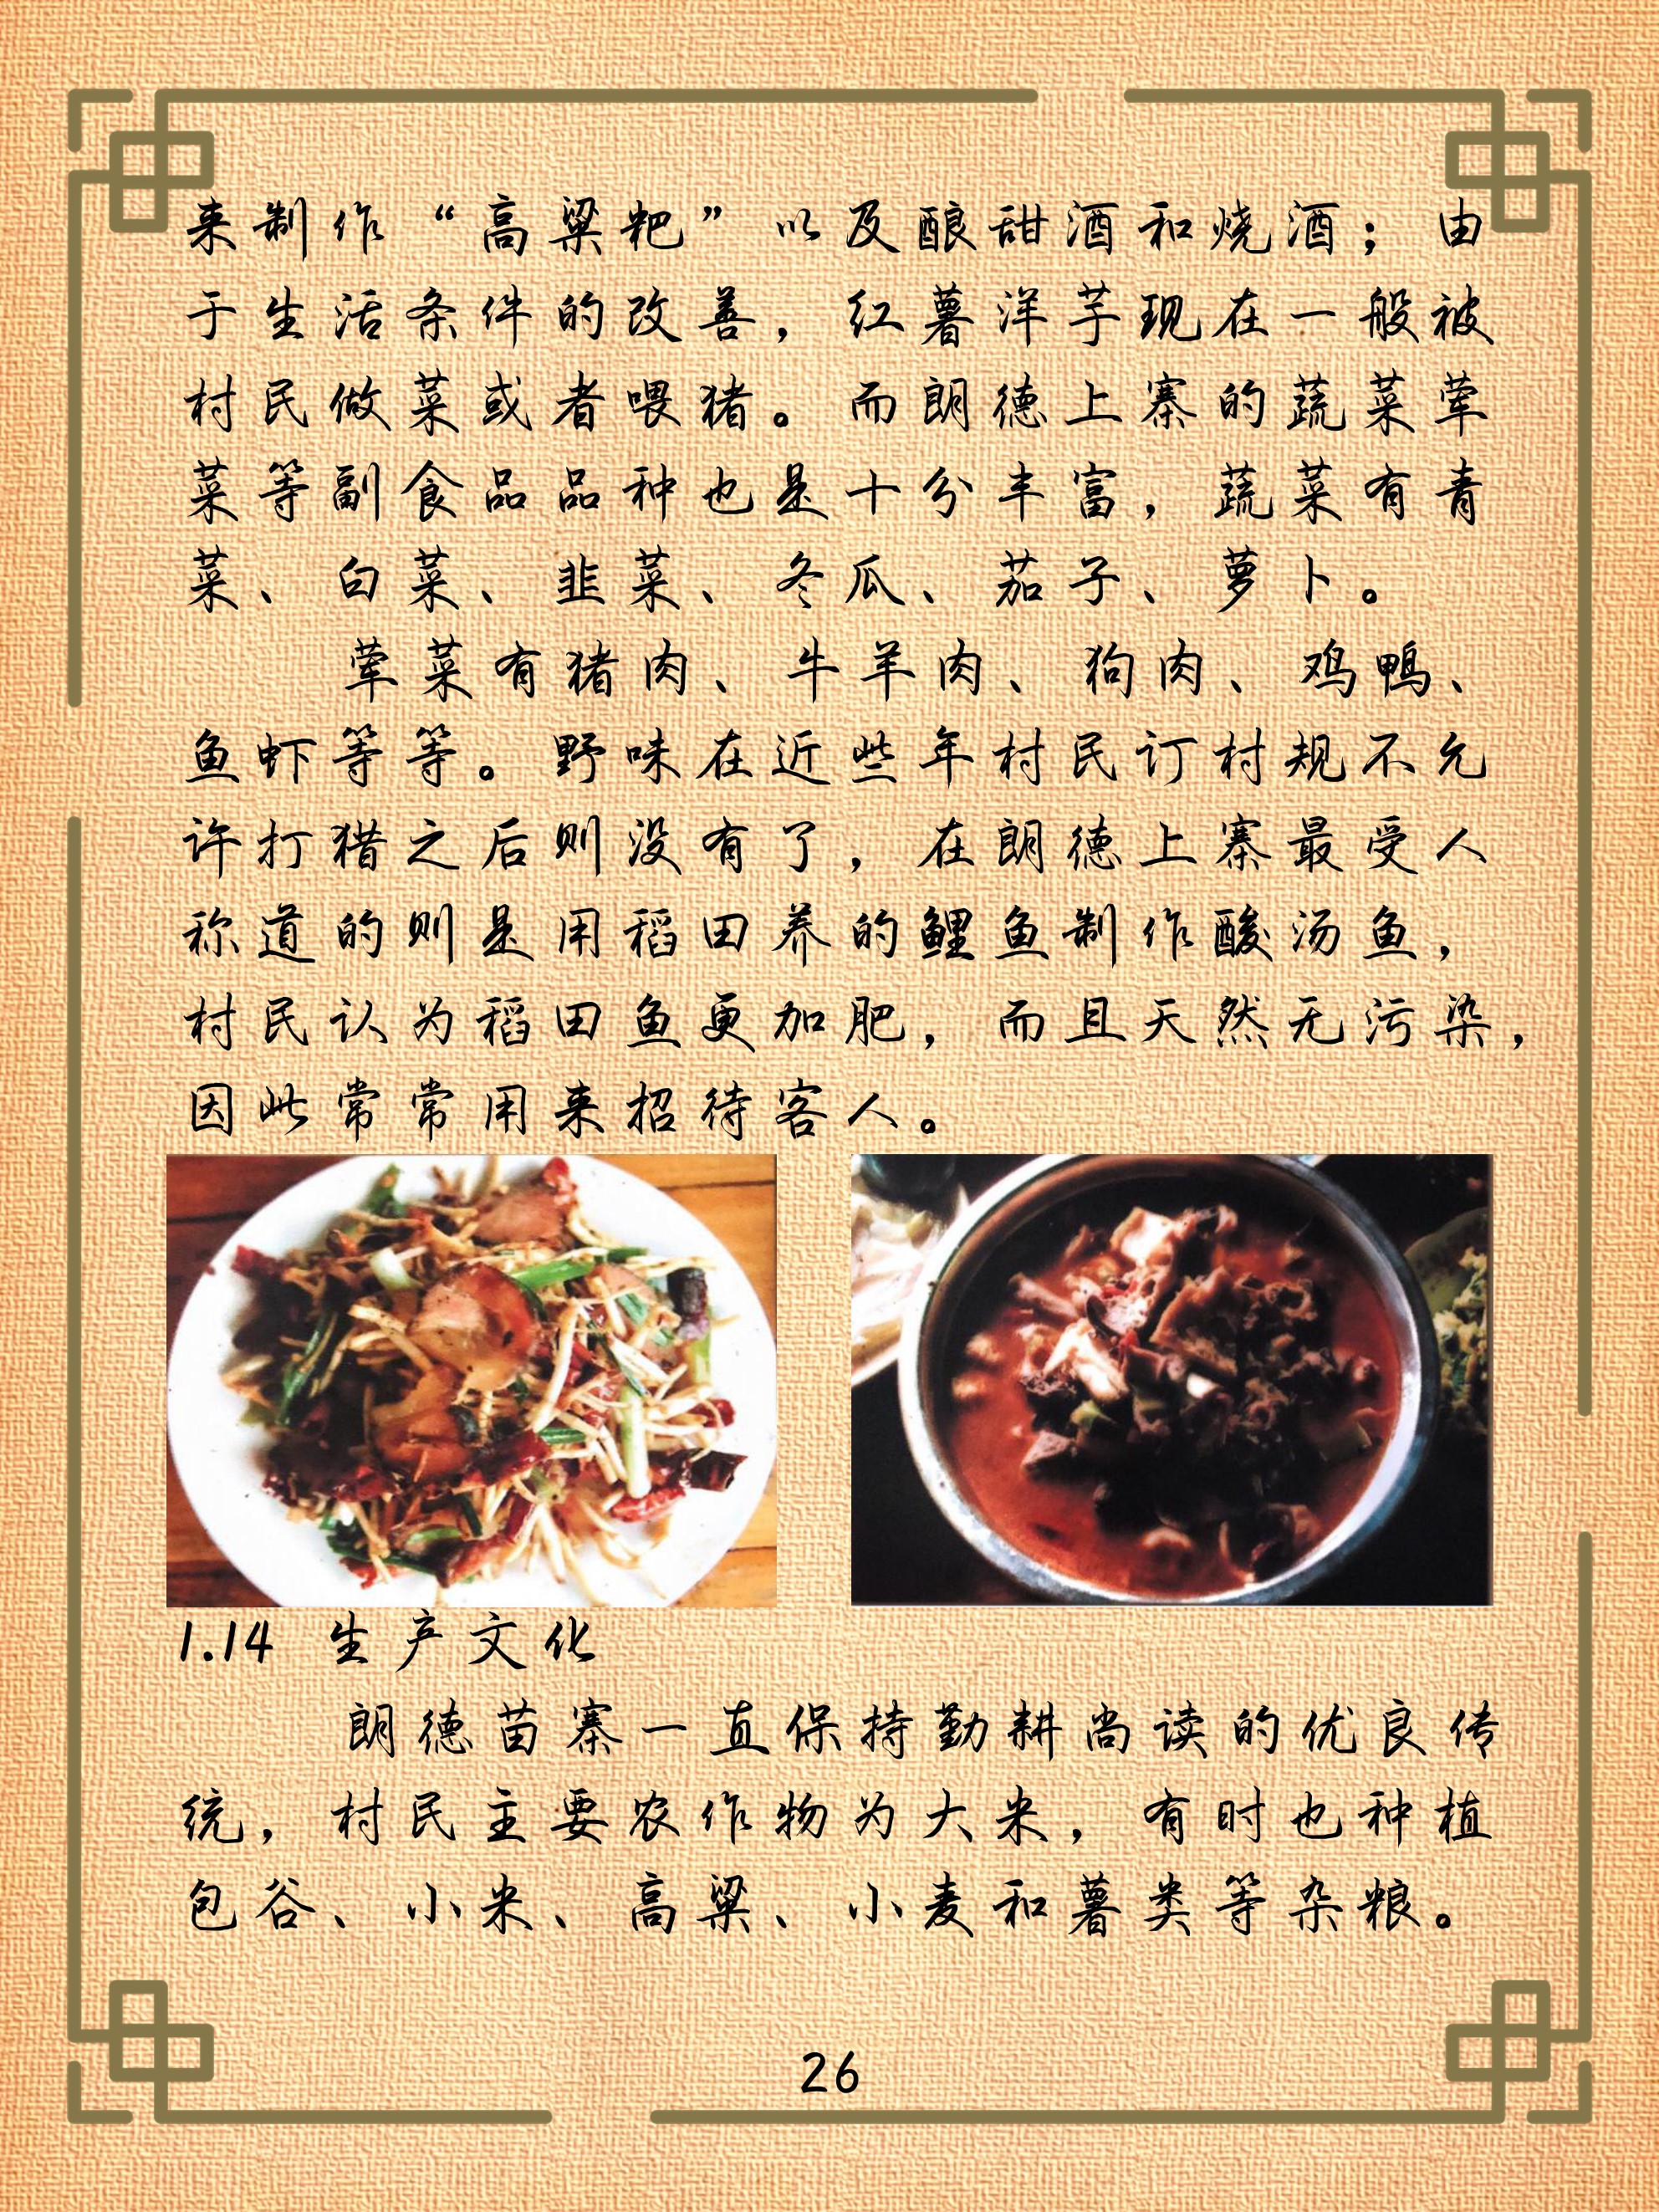 来制作“高粱粑”以及酿甜酒和烧酒；由
于生活条件的改善，红薯洋芋现在一般被
村民做菜或者喂猪。而朗德上寨的蔬菜荤
菜等副食品品种也是十分丰富，蔬菜有青
菜、白菜、韭菜、冬瓜、茄子、萝卜。
荤菜有猪肉、牛羊肉、狗肉、鸡鸭、
鱼虾等等。野味在近些年村民订村规不允
许打猎之后则没有了，在朗德上寨最受人
称道的则是用稻田养的鲤鱼制作酸汤鱼，
村民认为稻田鱼更加肥，而且天然无污染，
因此常常用来招待客人。
1.14 生产文化
朗德苗寨一直保持勤耕尚读的优良传
统，村民主要农作物为大米，有时也种植
包谷、小米、高粱、小麦和薯类等杂粮。
26